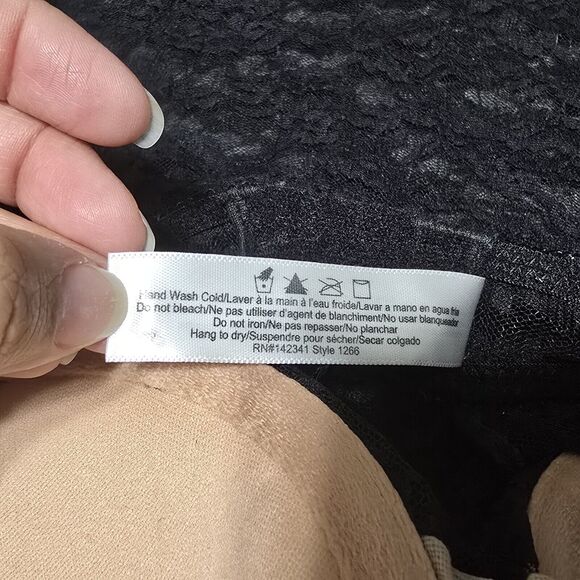 Hand Wash Cold/Laver à la main à l'eau froide/Lavar a mano en agua fria
Do not bleach/Ne pas utiliser d'agent de blanchiment/No usar blanqueador
Do not iron/Ne pas repasser/No planchar
Hang to dry/Suspendre pour sécher/Secar colgado
RN#142341 Style 1266